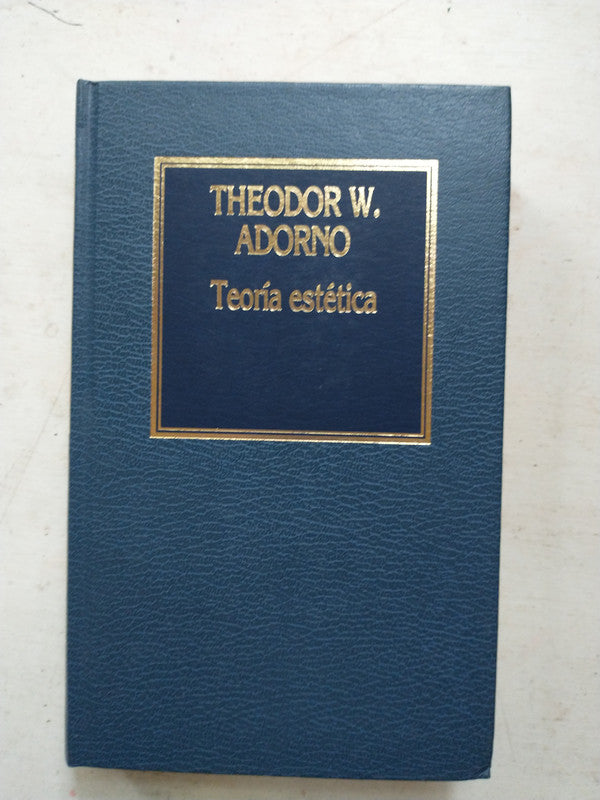 THEODOR W.
ADORNO
Teoría estética